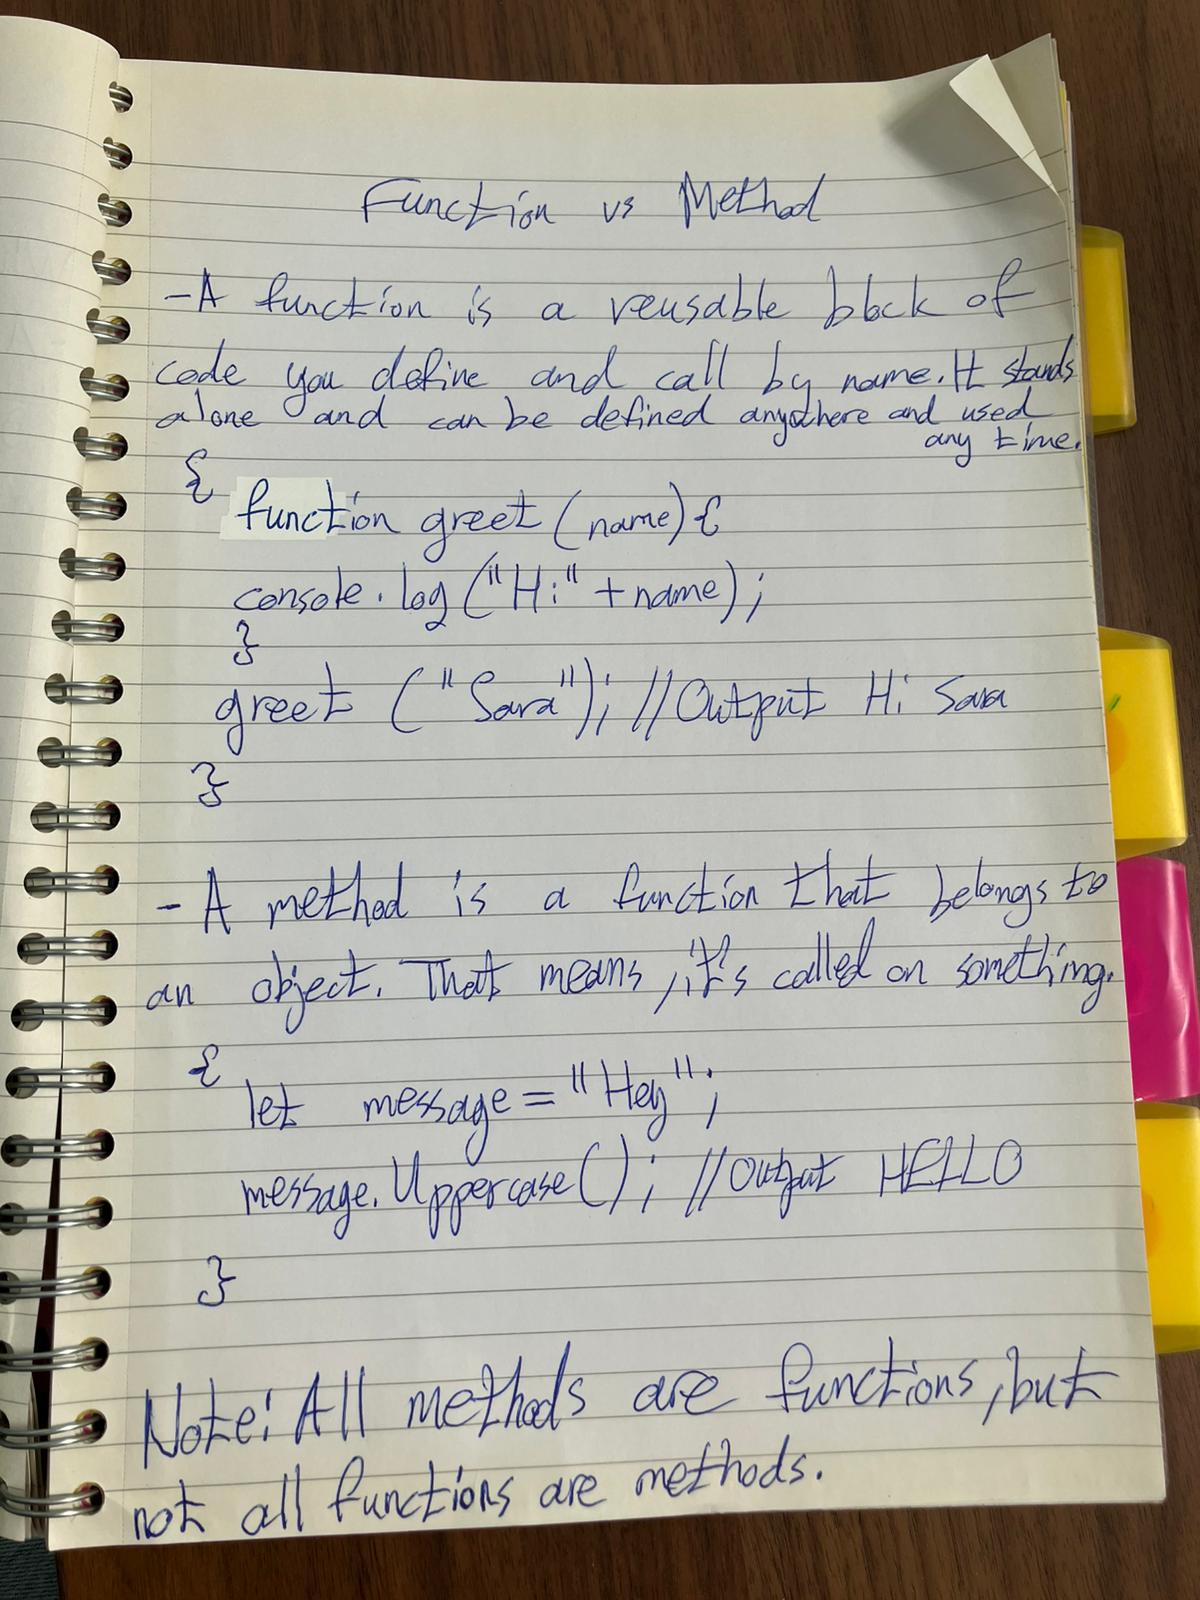 Function vs Method
- A function is a reusable block of
code you define and call by name. It stands
alone and can be defined anywhere and used
any time.
{
function greet (name) {
console.log ("Hi" + name);
}
greet ("Sara"); //Output Hi Sara
}
- A method is a function that belongs to
an object. That means, it's called on something.
{
let message = "Hey";
message.Uppercase(); //Output HELLO
}
Note: All methods are functions, but
not all functions are methods.